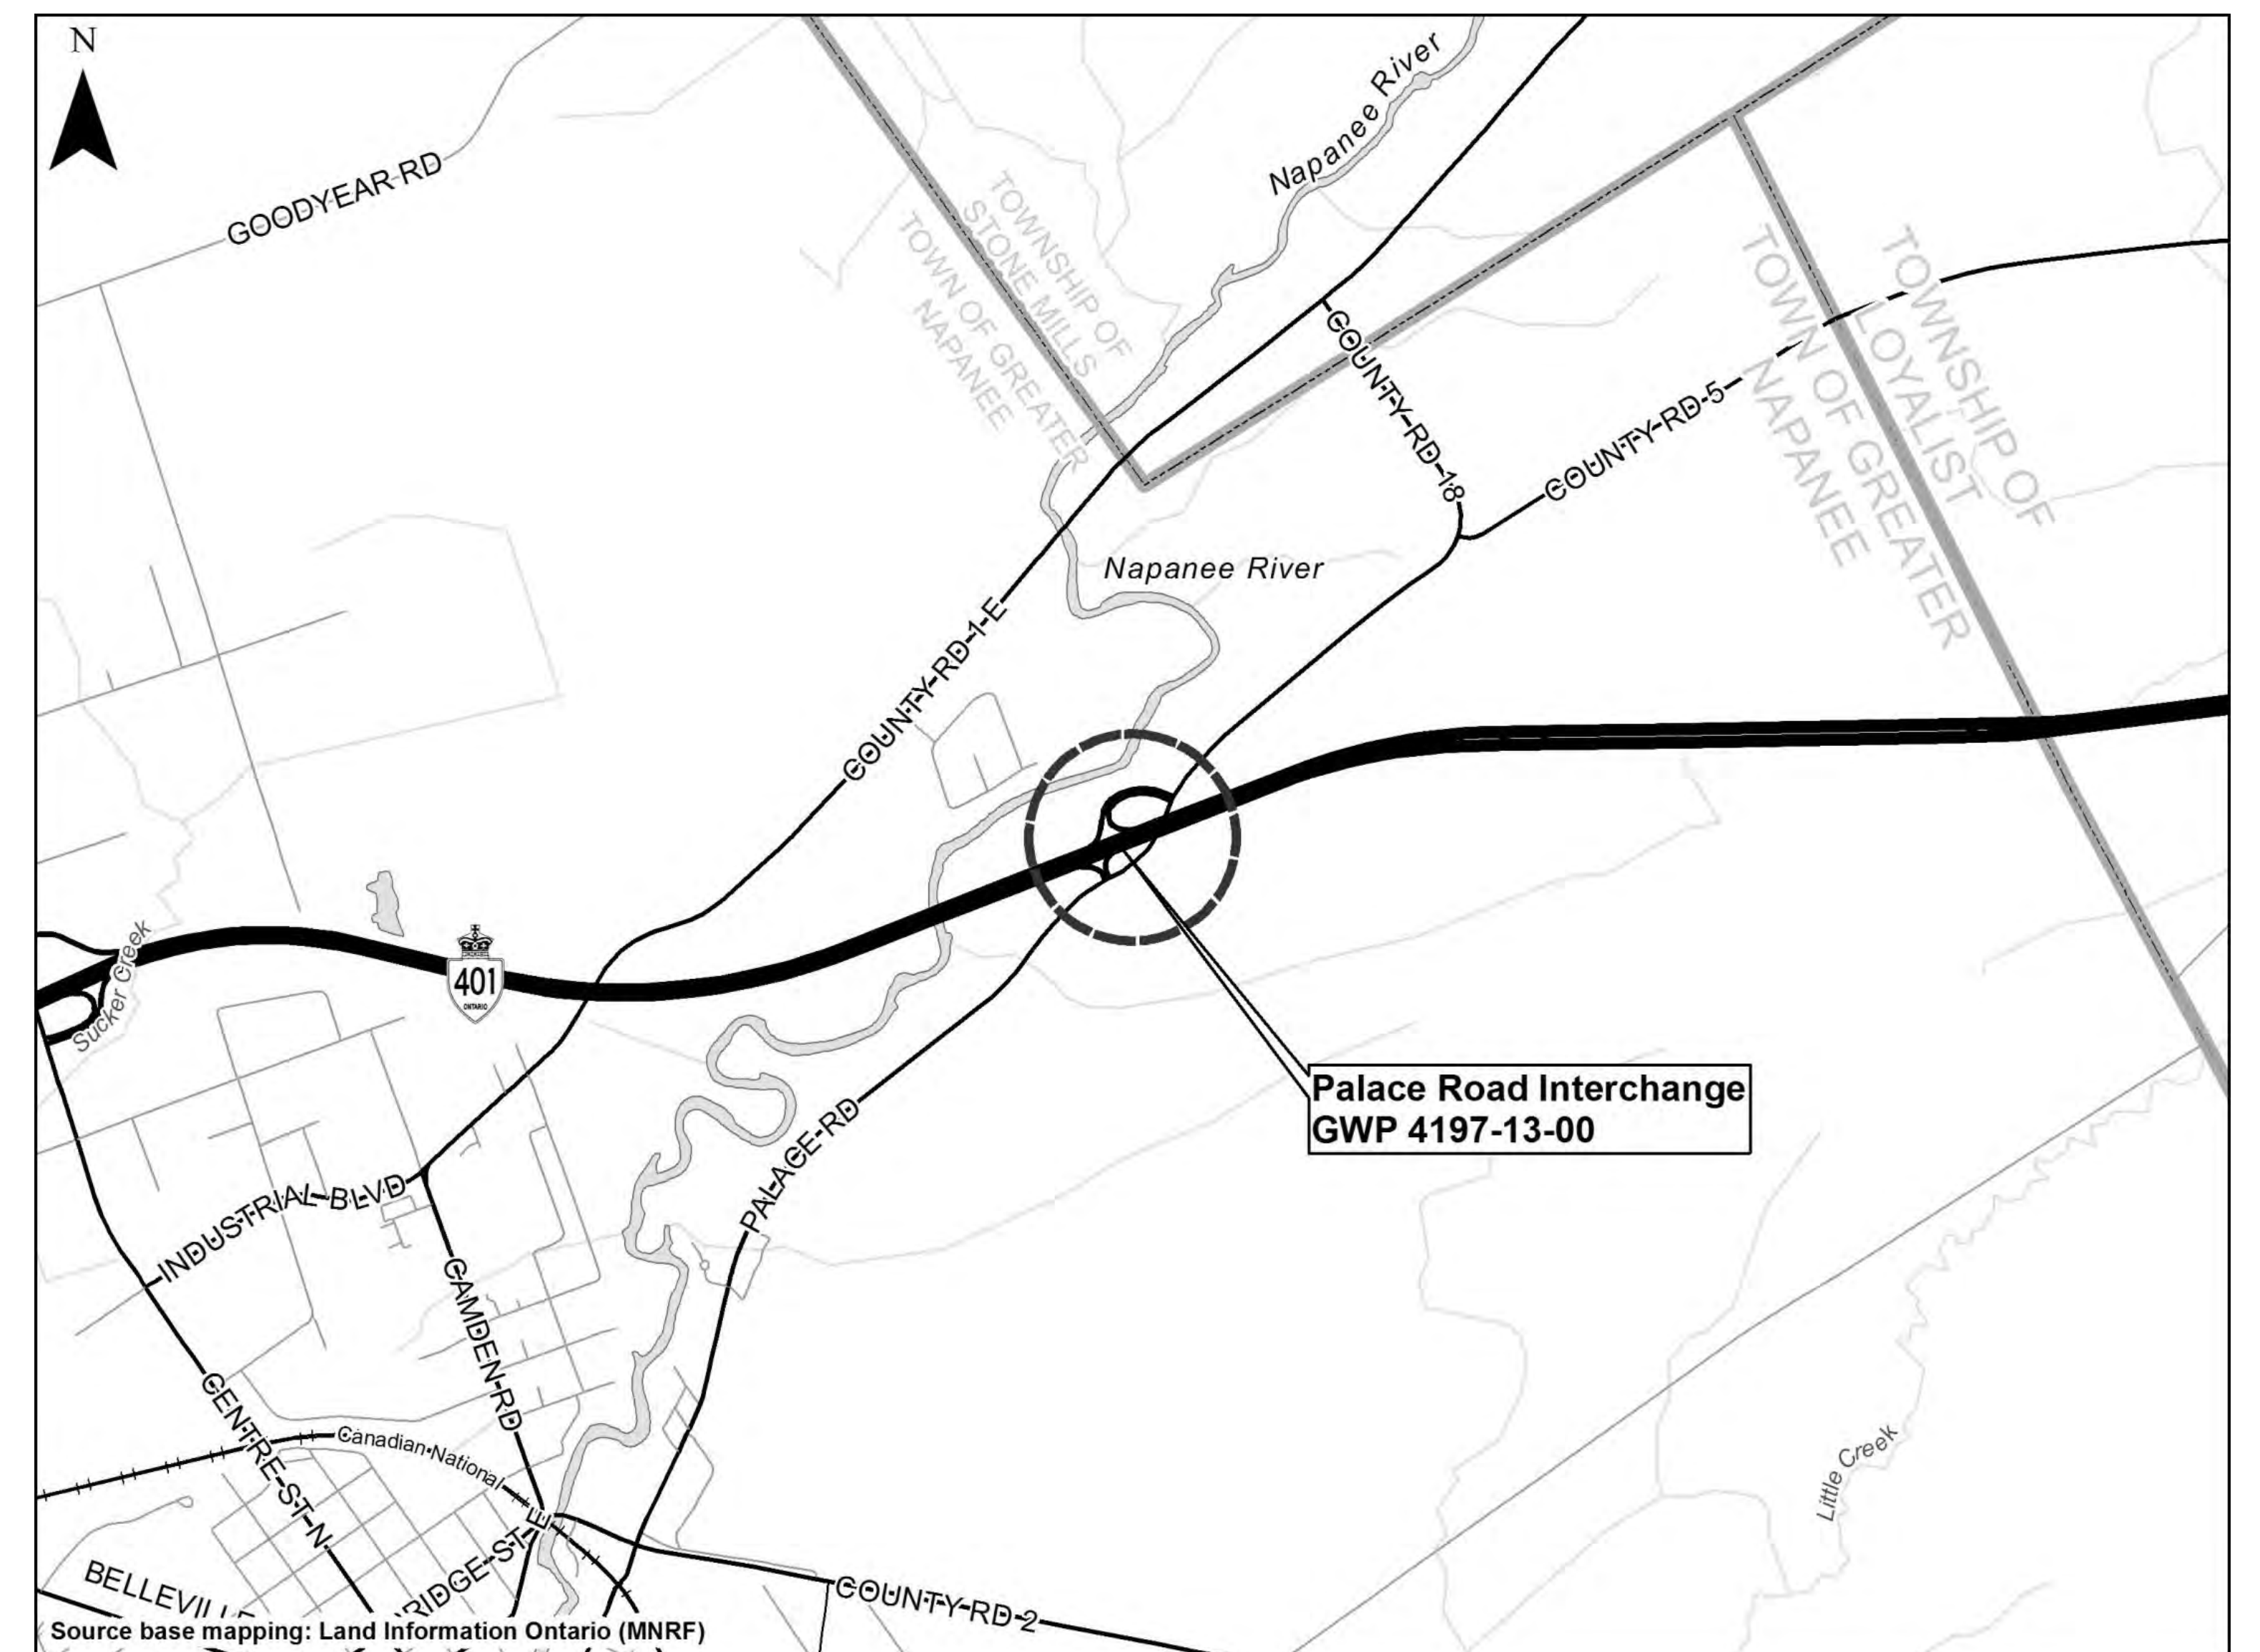 N
GOODYEAR RD
Napanee River
TOWNSHIP OF
STONE MILLS
TOWN OF GREATER
NAPANEE
COUNTY RD 18
COUNTY RD 5
TOWNSHIP OF
LOYALIST
TOWN OF GREATER
NAPANEE
Napanee River
COUNTY RD 1 E
Sucker Creek
401
ONTARIO
Palace Road Interchange
GWP 4197-13-00
PALACE RD
INDUSTRIAL BLVD
CAMDEN RD
CENTRE ST N
Canadian National
Little Creek
ST E
COUNTY RD 2
Source base mapping: Land Information Ontario (MNRF)